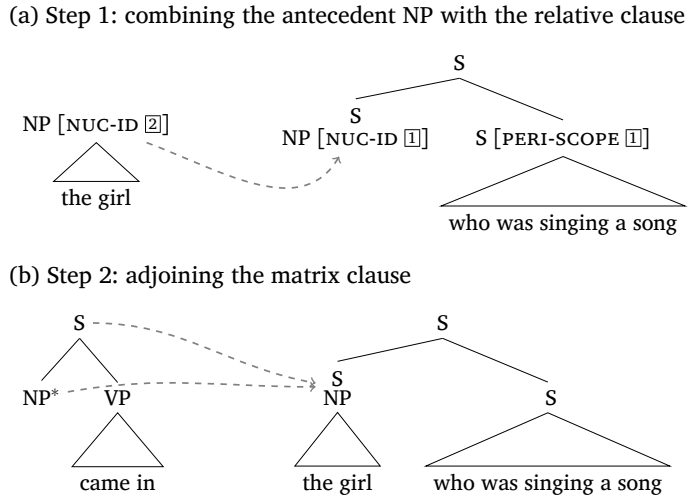 (a) Step 1: combining the antecedent NP with the relative clause
S
S
NP [NUC-ID 2] NP [NUC-ID 1] S [PERI-SCOPE 1]
the girl
who was singing a song
(b) Step 2: adjoining the matrix clause
S S
S
NP* VP NP S
came in the girl who was singing a song